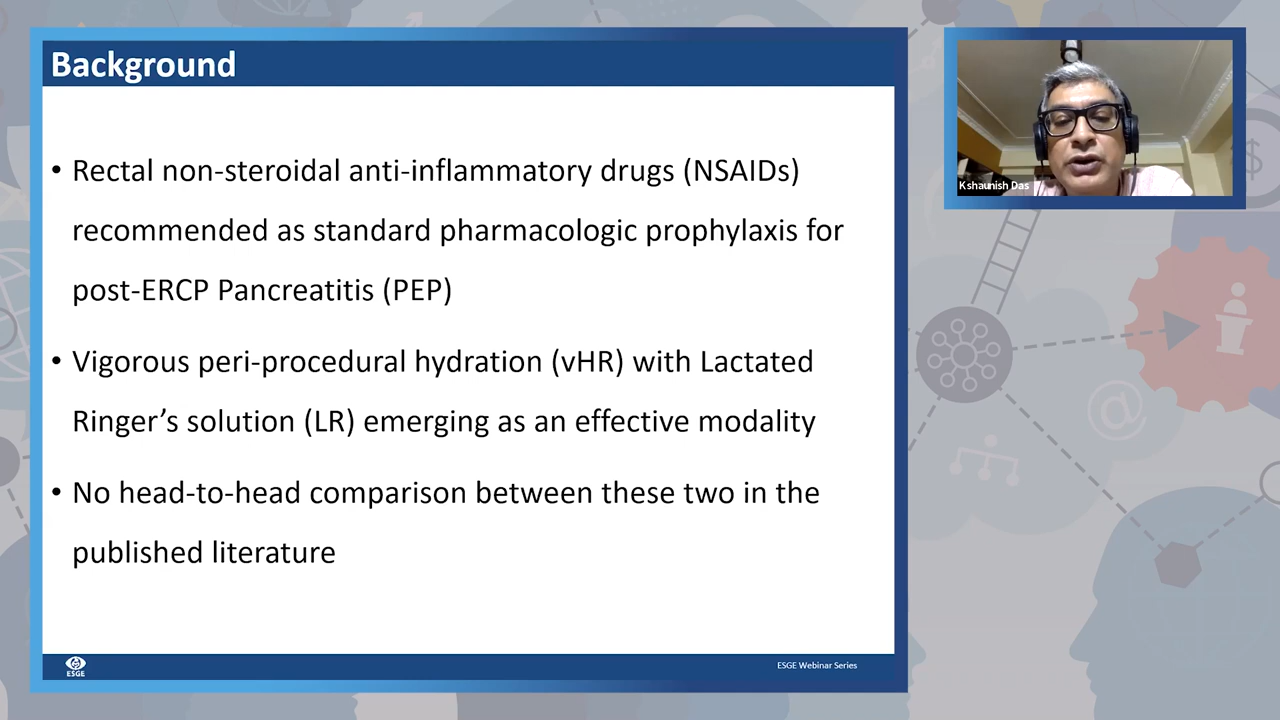 Background
• Rectal non-steroidal anti-inflammatory drugs (NSAIDs)
recommended as standard pharmacologic prophylaxis for
post-ERCP Pancreatitis (PEP)
• Vigorous peri-procedural hydration (vHR) with Lactated
Ringer’s solution (LR) emerging as an effective modality
• No head-to-head comparison between these two in the
published literature
ESGE
ESGE Webinar Series
Kshaunish Das
$
@